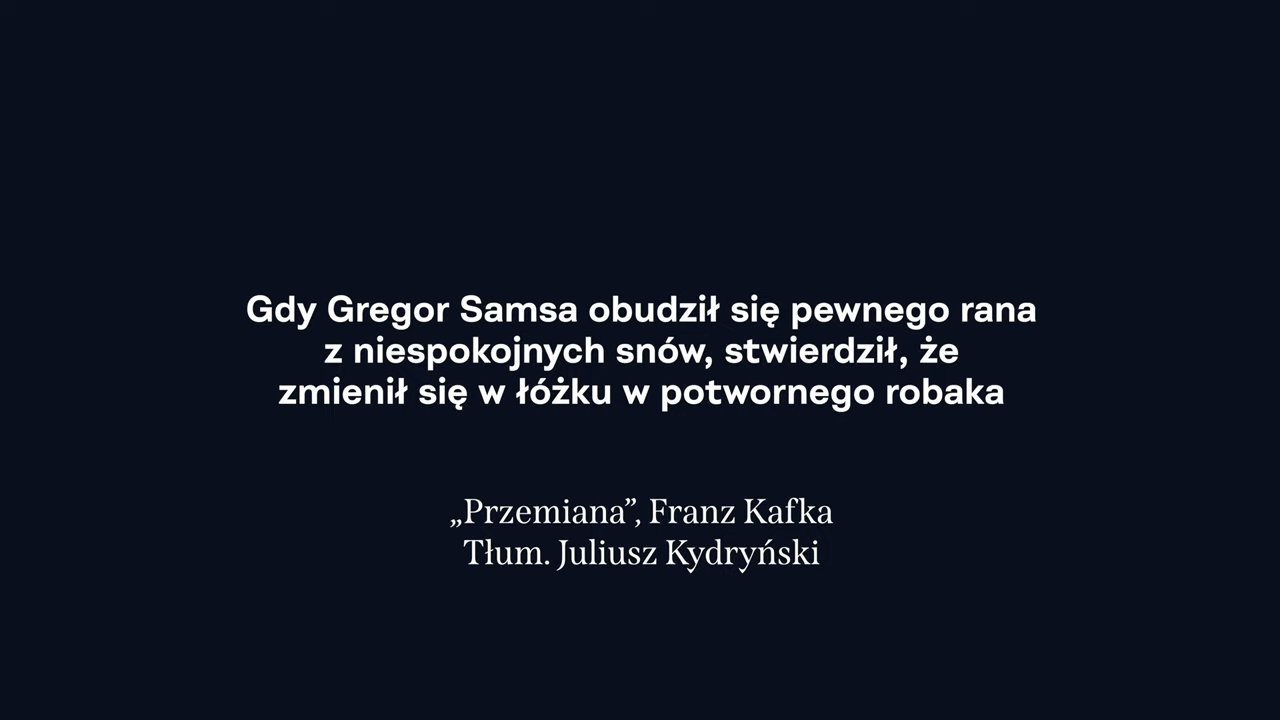 Gdy Gregor Samsa obudził się pewnego rana
z niespokojnych snów, stwierdził, że
zmienił się w łóżku w potwornego robaka
„Przemiana”, Franz Kafka
Tłum. Juliusz Kydryński